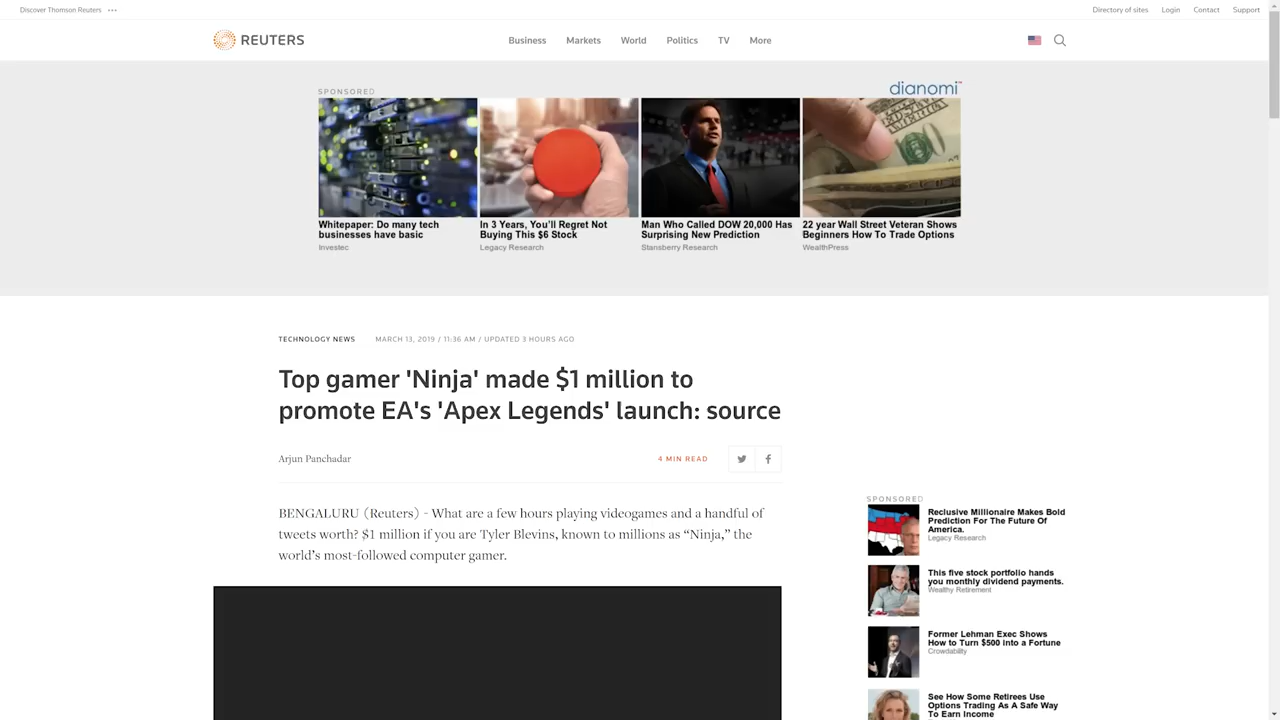 Discover Thomson Reuters
Directory of sites Login Contact Support
REUTERS
Business Markets World Politics TV More
SPONSORED
dianomi™
Whitepaper: Do many tech
businesses have basic
Investec
In 3 Years, You'll Regret Not
Buying This $6 Stock
Legacy Research
Man Who Called DOW 20,000 Has
Surprising New Prediction
Stansberry Research
22 year Wall Street Veteran Shows
Beginners How To Trade Options
WealthPress
TECHNOLOGY NEWS MARCH 13, 2019 / 11:36 AM / UPDATED 3 HOURS AGO
Top gamer 'Ninja' made $1 million to
promote EA's 'Apex Legends' launch: source
Arjun Panchadar
4 MIN READ
BENGALURU (Reuters) - What are a few hours playing videogames and a handful of
tweets worth? $1 million if you are Tyler Blevins, known to millions as “Ninja,” the
world’s most-followed computer gamer.
SPONSORED
Reclusive Millionaire Makes Bold
Prediction For The Future Of
America.
Legacy Research
This five stock portfolio hands
you monthly dividend payments.
Wealthy Retirement
Former Lehman Exec Shows
How to Turn $500 into a Fortune
Crowdability
See How Some Retirees Use
Options Trading As A Safe Way
To Earn Income